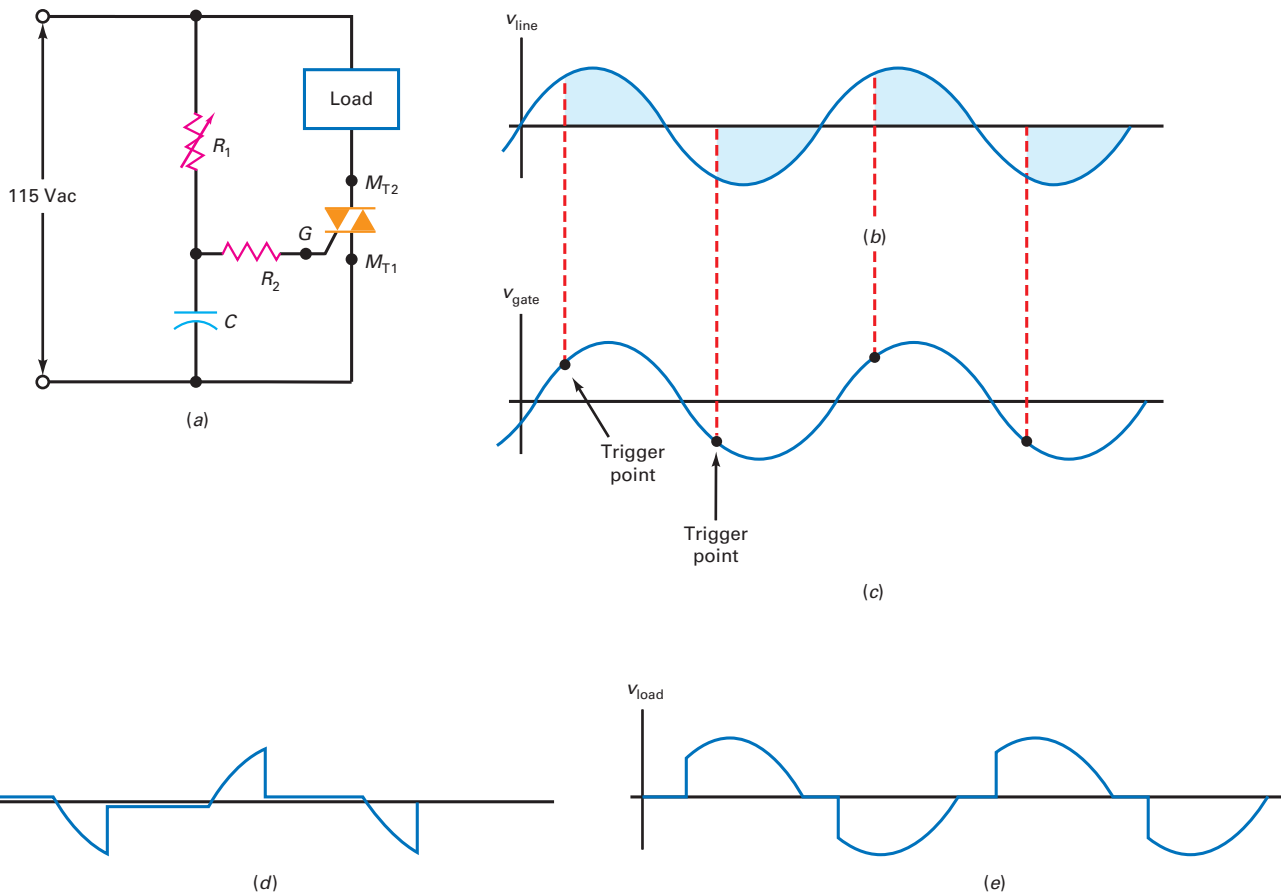 115 Vac
R1
R2
C
G
Load
MT2
MT1
(a)
vline
(b)
vgate
Trigger
point
Trigger
point
(c)
(d)
vload
(e)